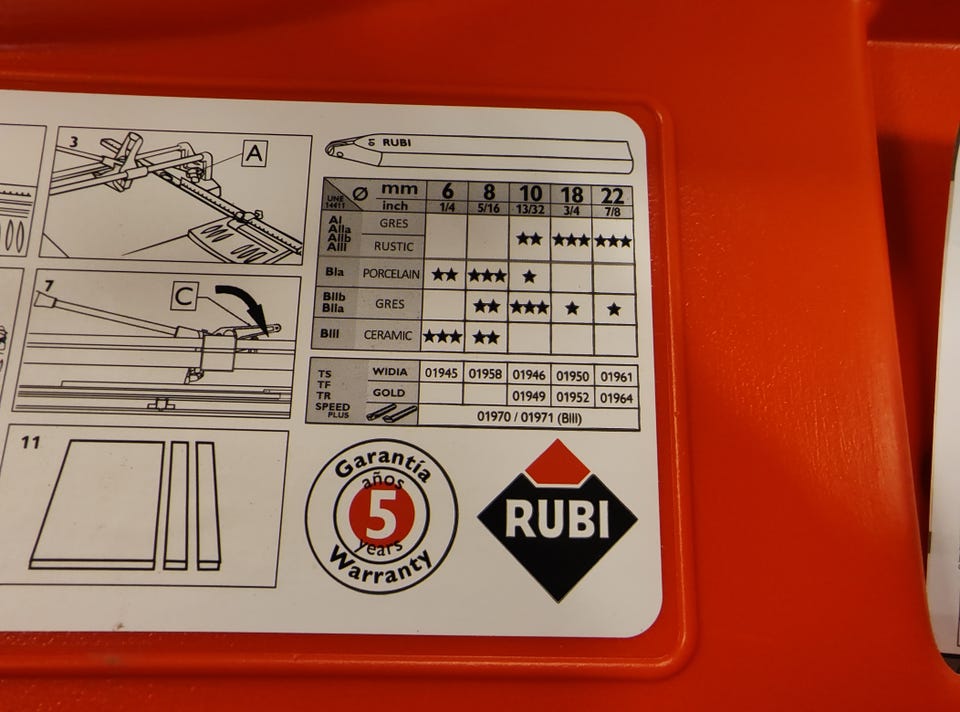 3
A
7
C
11
RUBI
UNE 14411 Ø mm 6 8 10 18 22
inch 1/4 5/16 13/32 3/4 7/8
AI AIIa AIIb AIII GRES
RUSTIC ★★ ★★★ ★★★
BIa PORCELAIN ★★ ★★★ ★
BIIb BIIa GRES ★★ ★★★ ★ ★
BIII CERAMIC ★★★ ★★
TS TF TR SPEED PLUS
WIDIA 01945 01958 01946 01950 01961
GOLD 01949 01952 01964
01970 / 01971 (BIII)
Garantía
años
5
years
Warranty
RUBI